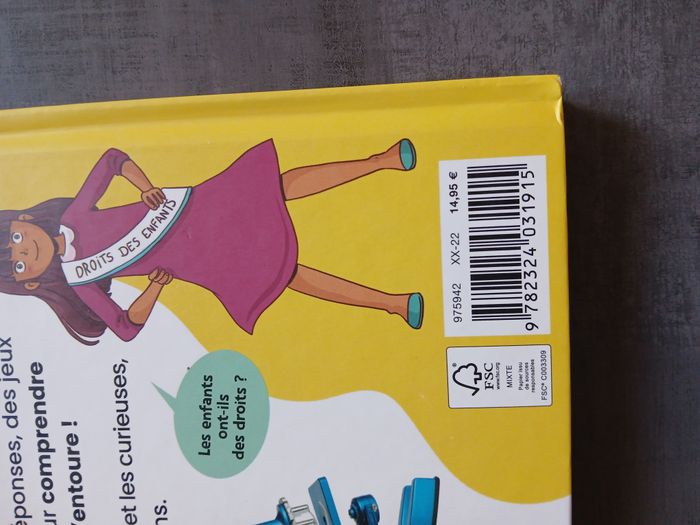 DROITS DES ENFANTS
éponses, des jeux
ur comprendre
entoure !
et les curieuses,
ns.
Les enfants
ont-ils
des droits ?
975942 XX-22 14,95 €
9 782324 031915
FSC
www.fsc.org
MIXTE
Papier issu
de sources
responsables
FSC® C003309